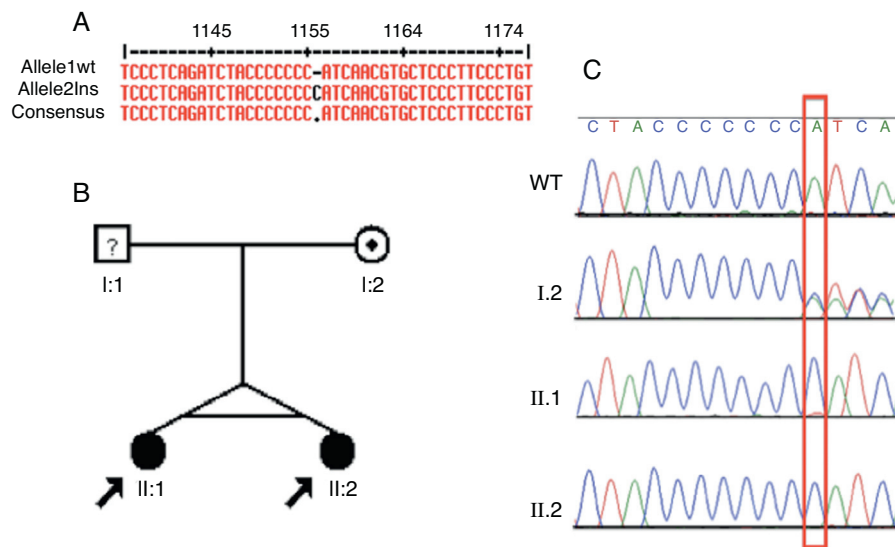 A
1145 1155 1164 1174
|--------+---------+---------+---------+--|
Allele1wt TCCCTCAGATCTACCCCCCC-ATCAACGTGCTCCCTTCCCTGT
Allele2Ins TCCCTCAGATCTACCCCCCCCATCAACGTGCTCCCTTCCCTGT
Consensus TCCCTCAGATCTACCCCCCC.ATCAACGTGCTCCCTTCCCTGT
B
?
I:1 I:2
II:1 II:2
C
C T A C C C C C C C A T C A
WT
I.2
II.1
II.2